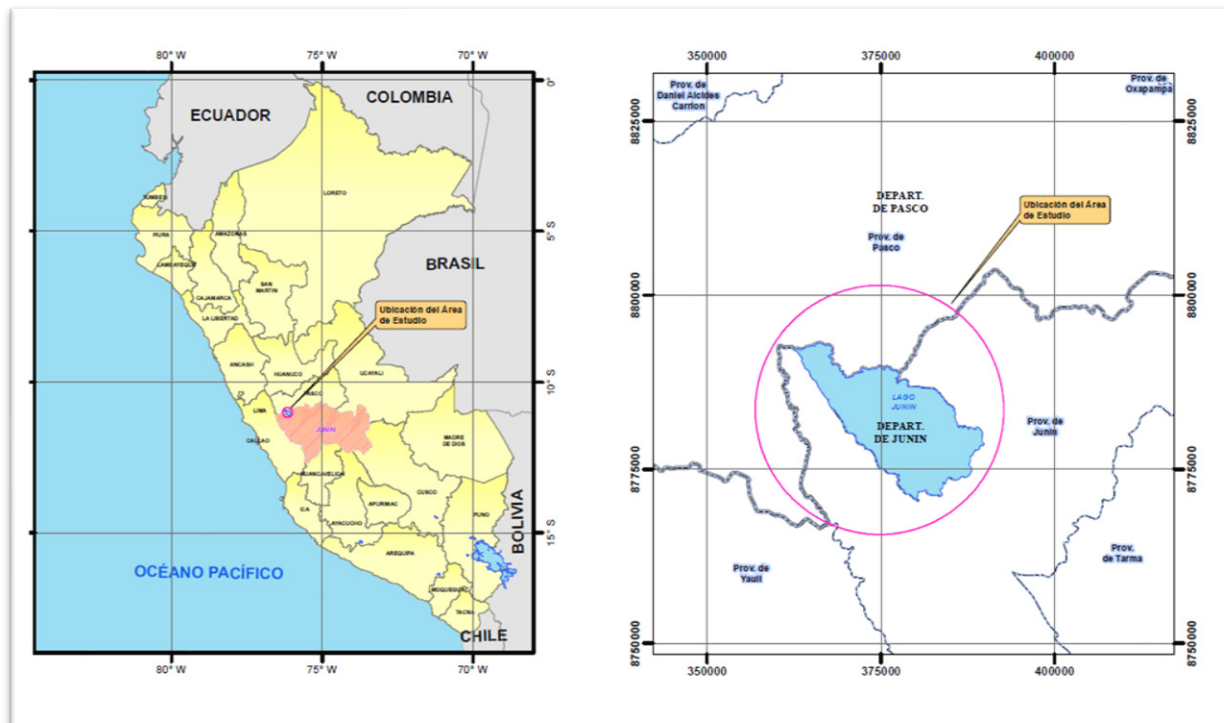 80° W
75° W
70° W
0°
5° S
10° S
15° S
ECUADOR
COLOMBIA
BRASIL
BOLIVIA
CHILE
OCÉANO PACÍFICO
TUMBES
PIURA
LAMBAYEQUE
AMAZONAS
LORETO
CAJAMARCA
SAN
MARTIN
LA LIBERTAD
ANCASH
HUANUCO
UCAYALI
PASCO
LIMA
CALLAO
JUNIN
MADRE
DE DIOS
HUANCAVELICA
CUSCO
ICA
AYACUCHO
APURIMAC
PUNO
AREQUIPA
MOQUEGUA
TACNA
Ubicación del Área
de Estudio
80° W
75° W
70° W
350000
375000
400000
8825000
8800000
8775000
8750000
Prov. de
Daniel Alcides
Carrion
Prov. de
Oxapampa
DEPART.
DE PASCO
Prov. de
Pasco
Ubicación del Área
de Estudio
LAGO
JUNIN
DEPART.
DE JUNIN
Prov. de
Junin
Prov. de
Yauli
Prov.
de Tarma
8825000
8800000
8775000
8750000
350000
375000
400000